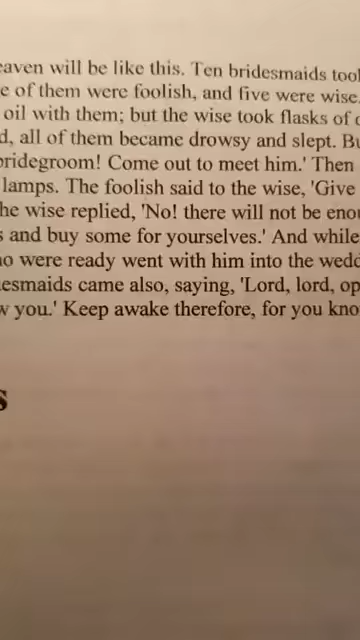 eaven will be like this. Ten bridesmaids took
e of them were foolish, and five were wise.
oil with them; but the wise took flasks of o
d, all of them became drowsy and slept. Bu
bridegroom! Come out to meet him.' Then
lamps. The foolish said to the wise, 'Give
he wise replied, 'No! there will not be enou
s and buy some for yourselves.' And while
ho were ready went with him into the wedd
esmaids came also, saying, 'Lord, lord, op
w you.' Keep awake therefore, for you kno
s